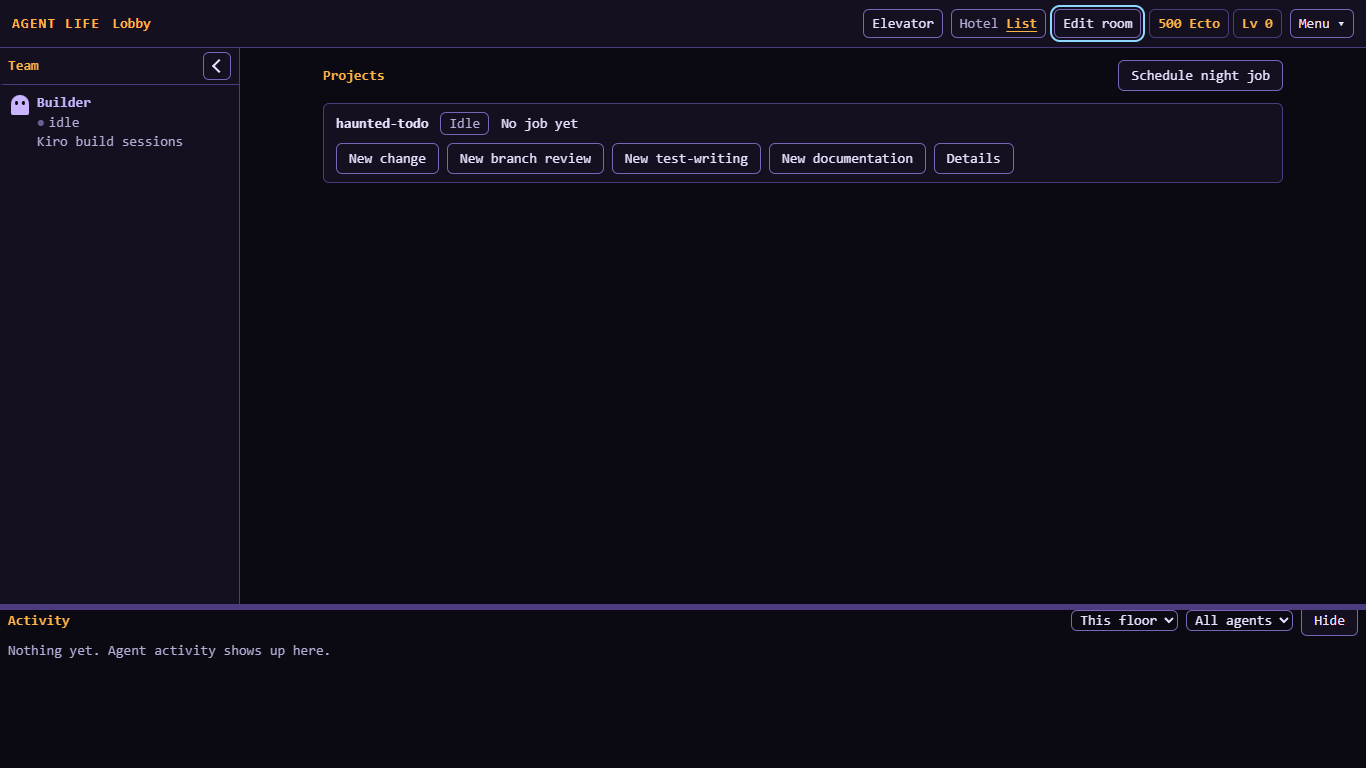 AGENT LIFE Lobby Elevator Hotel List Edit room 500 Ecto Lv 0 Menu ▾
Team
Builder
idle
Kiro build sessions
Projects Schedule night job
haunted-todo Idle No job yet
New change New branch review New test-writing New documentation Details
Activity This floor All agents Hide
Nothing yet. Agent activity shows up here.